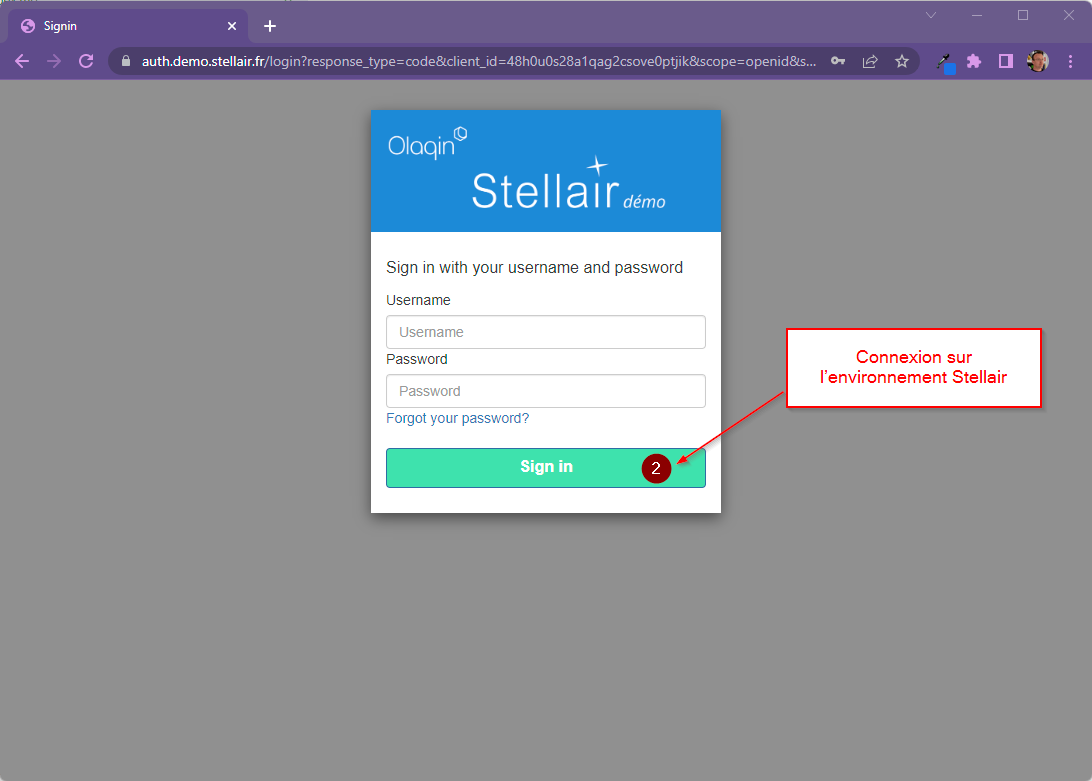 Signin
auth.demo.stellair.fr/login?response_type=code&client_id=48h0u0s28a1qag2csove0ptjik&scope=openid&s...
Olaqin
Stellair démo
Sign in with your username and password
Username
Username
Password
Password
Forgot your password?
Sign in
2
Connexion sur
l'environnement Stellair